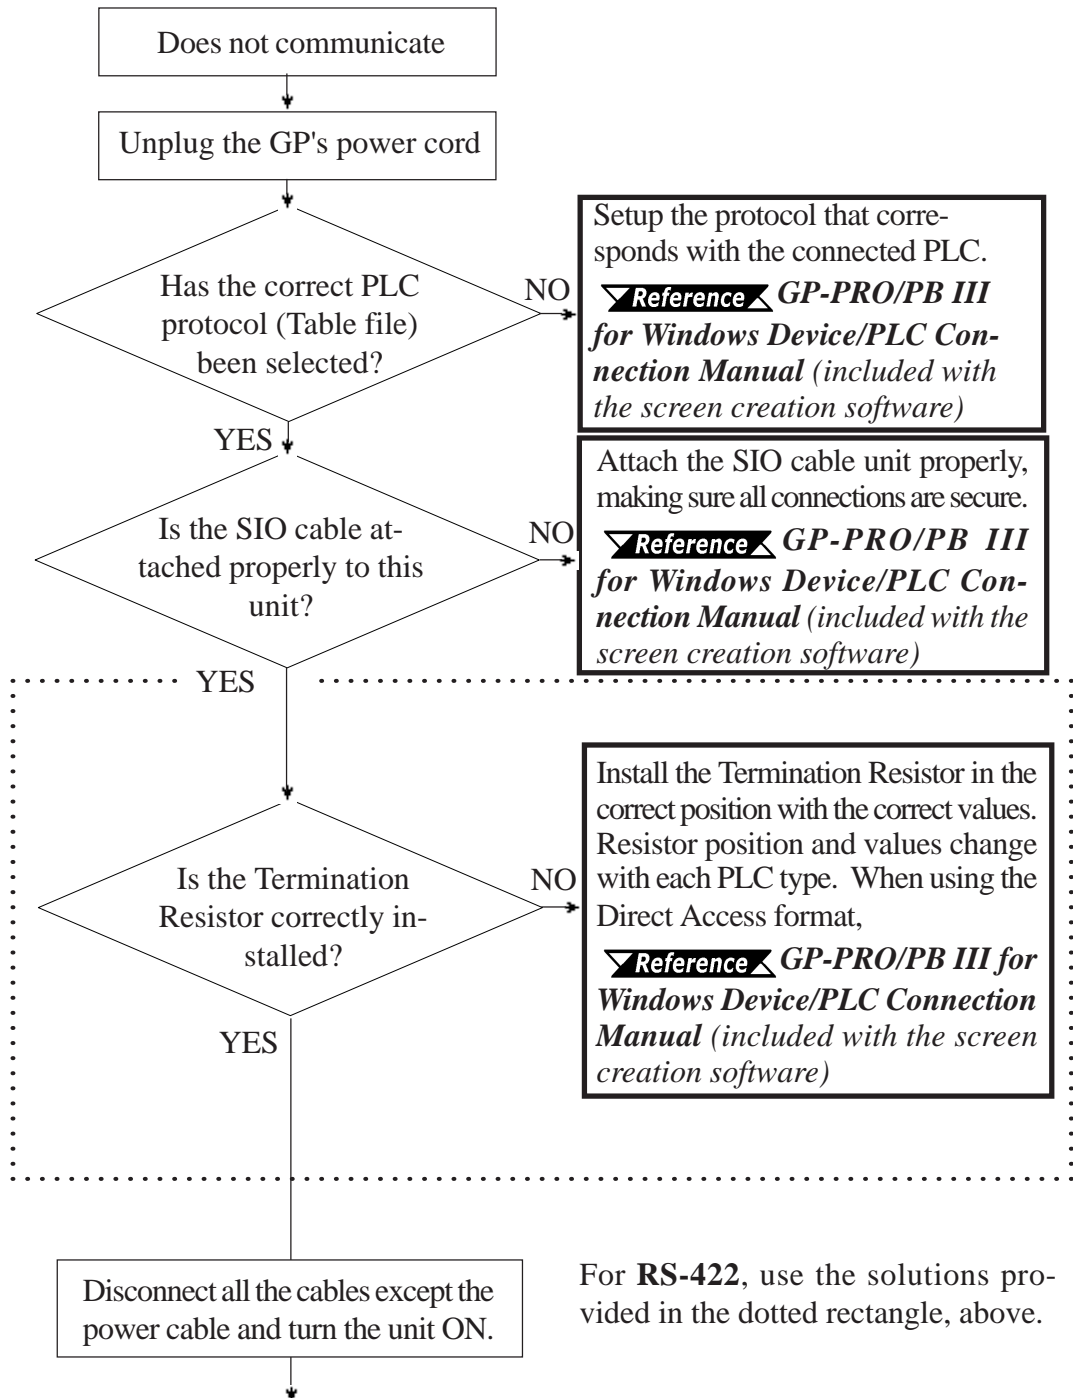 Does not communicate
Unplug the GP's power cord
Has the correct PLC
protocol (Table file)
been selected?
NO
Setup the protocol that corre-
sponds with the connected PLC.
Reference GP-PRO/PB III
for Windows Device/PLC Con-
nection Manual (included with
the screen creation software)
YES
Is the SIO cable at-
tached properly to this
unit?
NO
Attach the SIO cable unit properly,
making sure all connections are secure.
Reference GP-PRO/PB III
for Windows Device/PLC Con-
nection Manual (included with the
screen creation software)
YES
Is the Termination
Resistor correctly in-
stalled?
NO
Install the Termination Resistor in the
correct position with the correct values.
Resistor position and values change
with each PLC type. When using the
Direct Access format,
Reference GP-PRO/PB III for
Windows Device/PLC Connection
Manual (included with the screen
creation software)
YES
Disconnect all the cables except the
power cable and turn the unit ON.
For RS-422, use the solutions pro-
vided in the dotted rectangle, above.